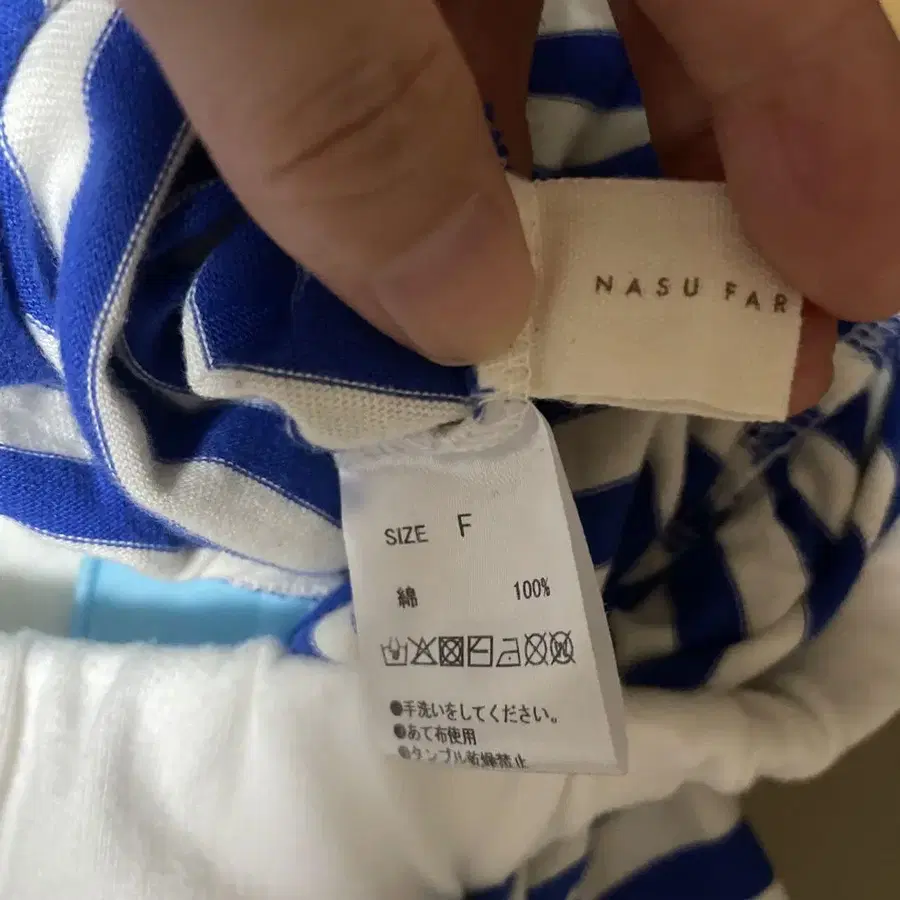 NASU FAR
SIZE F
綿 100%
●手洗いをしてください。
●あて布使用
●タンブル乾燥禁止